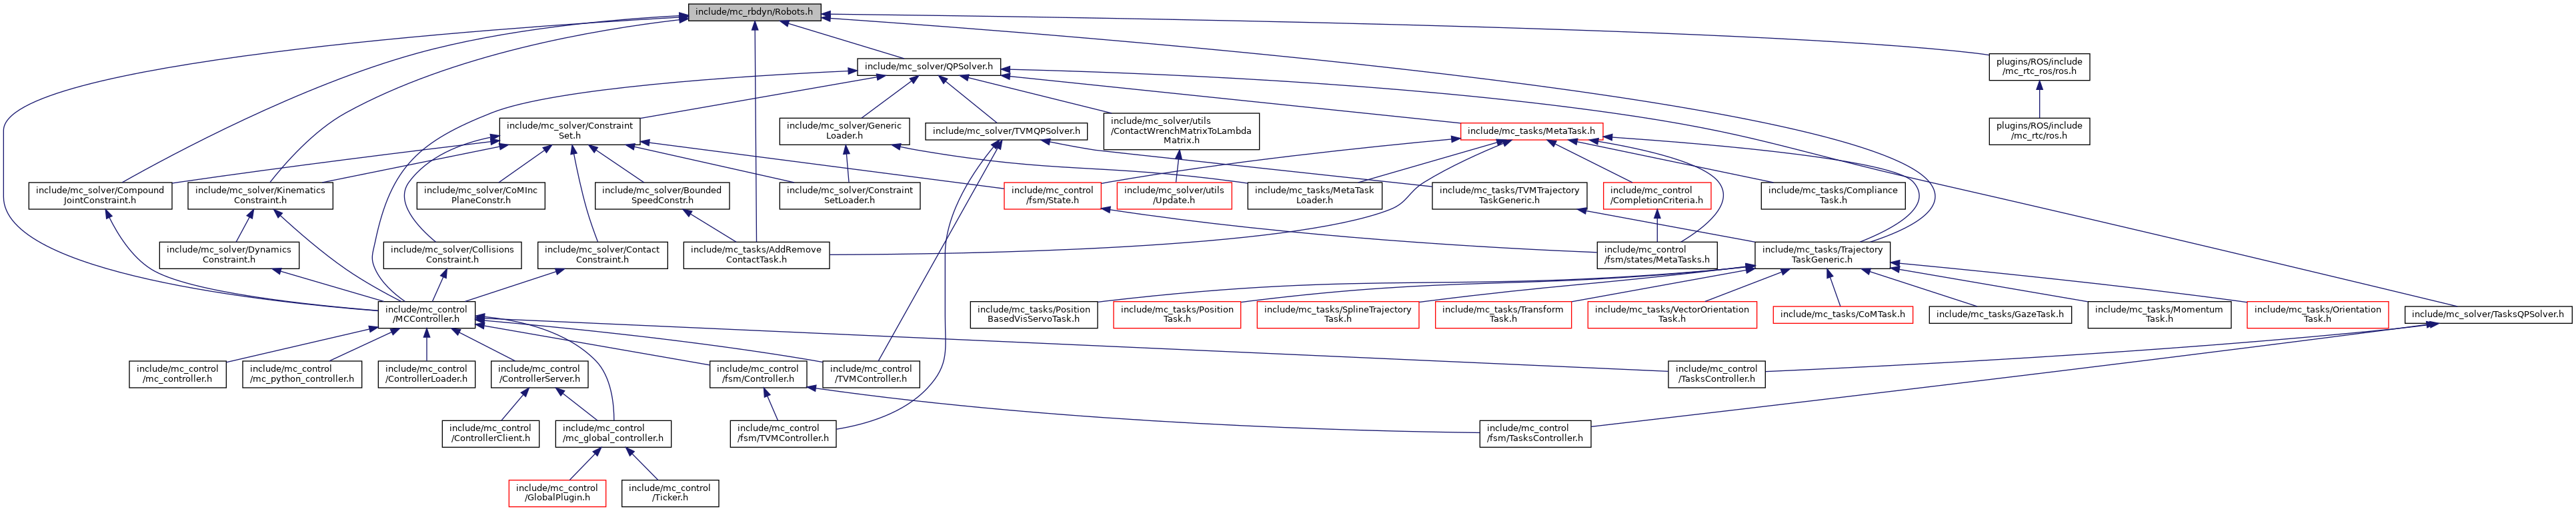 include/mc_rbdyn/Robots.h
include/mc_solver/QPSolver.h
plugins/ROS/include
/mc_rtc_ros/ros.h
include/mc_solver/Constraint
Set.h
include/mc_solver/Generic
Loader.h
include/mc_solver/TVMQPSolver.h
include/mc_solver/utils
/ContactWrenchMatrixToLambda
Matrix.h
include/mc_tasks/MetaTask.h
plugins/ROS/include
/mc_rtc/ros.h
include/mc_solver/Compound
JointConstraint.h
include/mc_solver/Kinematics
Constraint.h
include/mc_solver/CoMInc
PlaneConstr.h
include/mc_solver/Bounded
SpeedConstr.h
include/mc_solver/Constraint
SetLoader.h
include/mc_control
/fsm/State.h
include/mc_solver/utils
/Update.h
include/mc_tasks/MetaTask
Loader.h
include/mc_tasks/TVMTrajectory
TaskGeneric.h
include/mc_control
/CompletionCriteria.h
include/mc_tasks/Compliance
Task.h
include/mc_solver/Dynamics
Constraint.h
include/mc_solver/Collisions
Constraint.h
include/mc_solver/Contact
Constraint.h
include/mc_tasks/AddRemove
ContactTask.h
include/mc_control
/fsm/states/MetaTasks.h
include/mc_tasks/Trajectory
TaskGeneric.h
include/mc_control
/MCController.h
include/mc_tasks/Position
BasedVisServoTask.h
include/mc_tasks/Position
Task.h
include/mc_tasks/SplineTrajectory
Task.h
include/mc_tasks/Transform
Task.h
include/mc_tasks/VectorOrientation
Task.h
include/mc_tasks/CoMTask.h
include/mc_tasks/GazeTask.h
include/mc_tasks/Momentum
Task.h
include/mc_tasks/Orientation
Task.h
include/mc_solver/TasksQPSolver.h
include/mc_control
/mc_controller.h
include/mc_control
/mc_python_controller.h
include/mc_control
/ControllerLoader.h
include/mc_control
/ControllerServer.h
include/mc_control
/fsm/Controller.h
include/mc_control
/TVMController.h
include/mc_control
/TasksController.h
include/mc_control
/ControllerClient.h
include/mc_control
/mc_global_controller.h
include/mc_control
/fsm/TVMController.h
include/mc_control
/fsm/TasksController.h
include/mc_control
/GlobalPlugin.h
include/mc_control
/Ticker.h